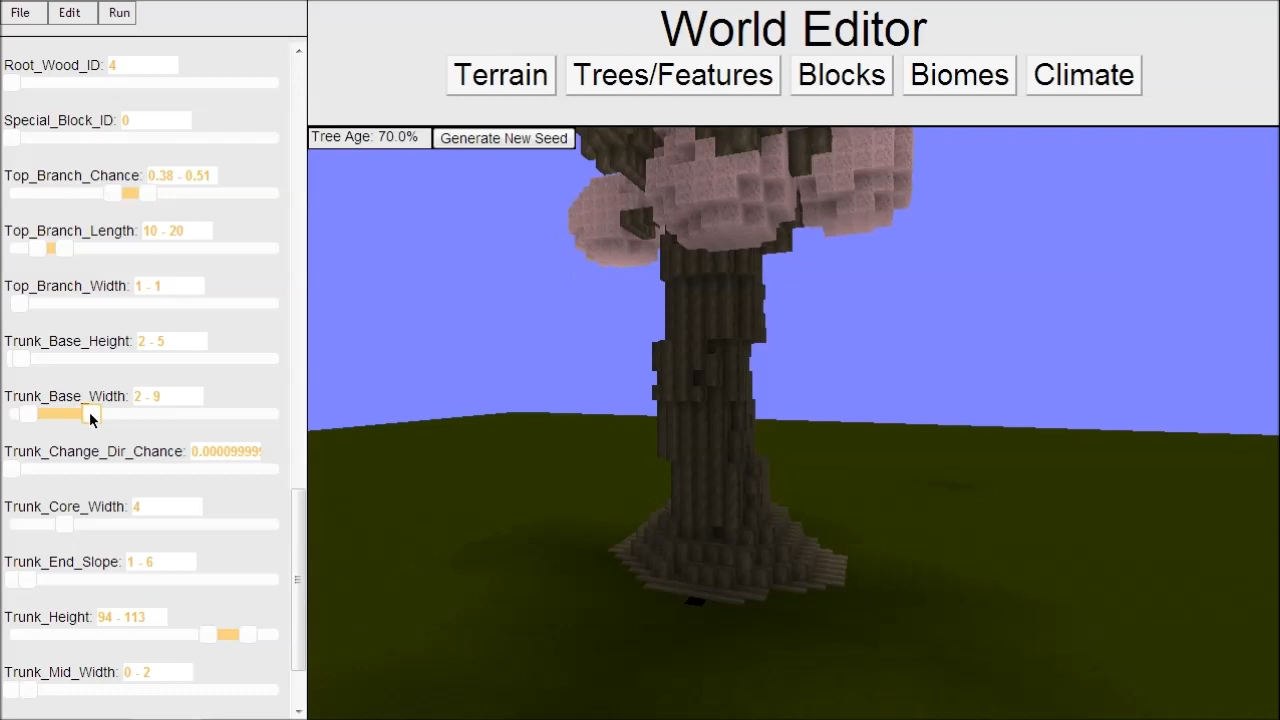 File Edit Run
World Editor
Terrain Trees/Features Blocks Biomes Climate
Tree Age: 70.0% Generate New Seed
Root_Wood_ID: 4
Special_Block_ID: 0
Top_Branch_Chance: 0.38 - 0.51
Top_Branch_Length: 10 - 20
Top_Branch_Width: 1 - 1
Trunk_Base_Height: 2 - 5
Trunk_Base_Width: 2 - 9
Trunk_Change_Dir_Chance: 0.000099999
Trunk_Core_Width: 4
Trunk_End_Slope: 1 - 6
Trunk_Height: 94 - 113
Trunk_Mid_Width: 0 - 2